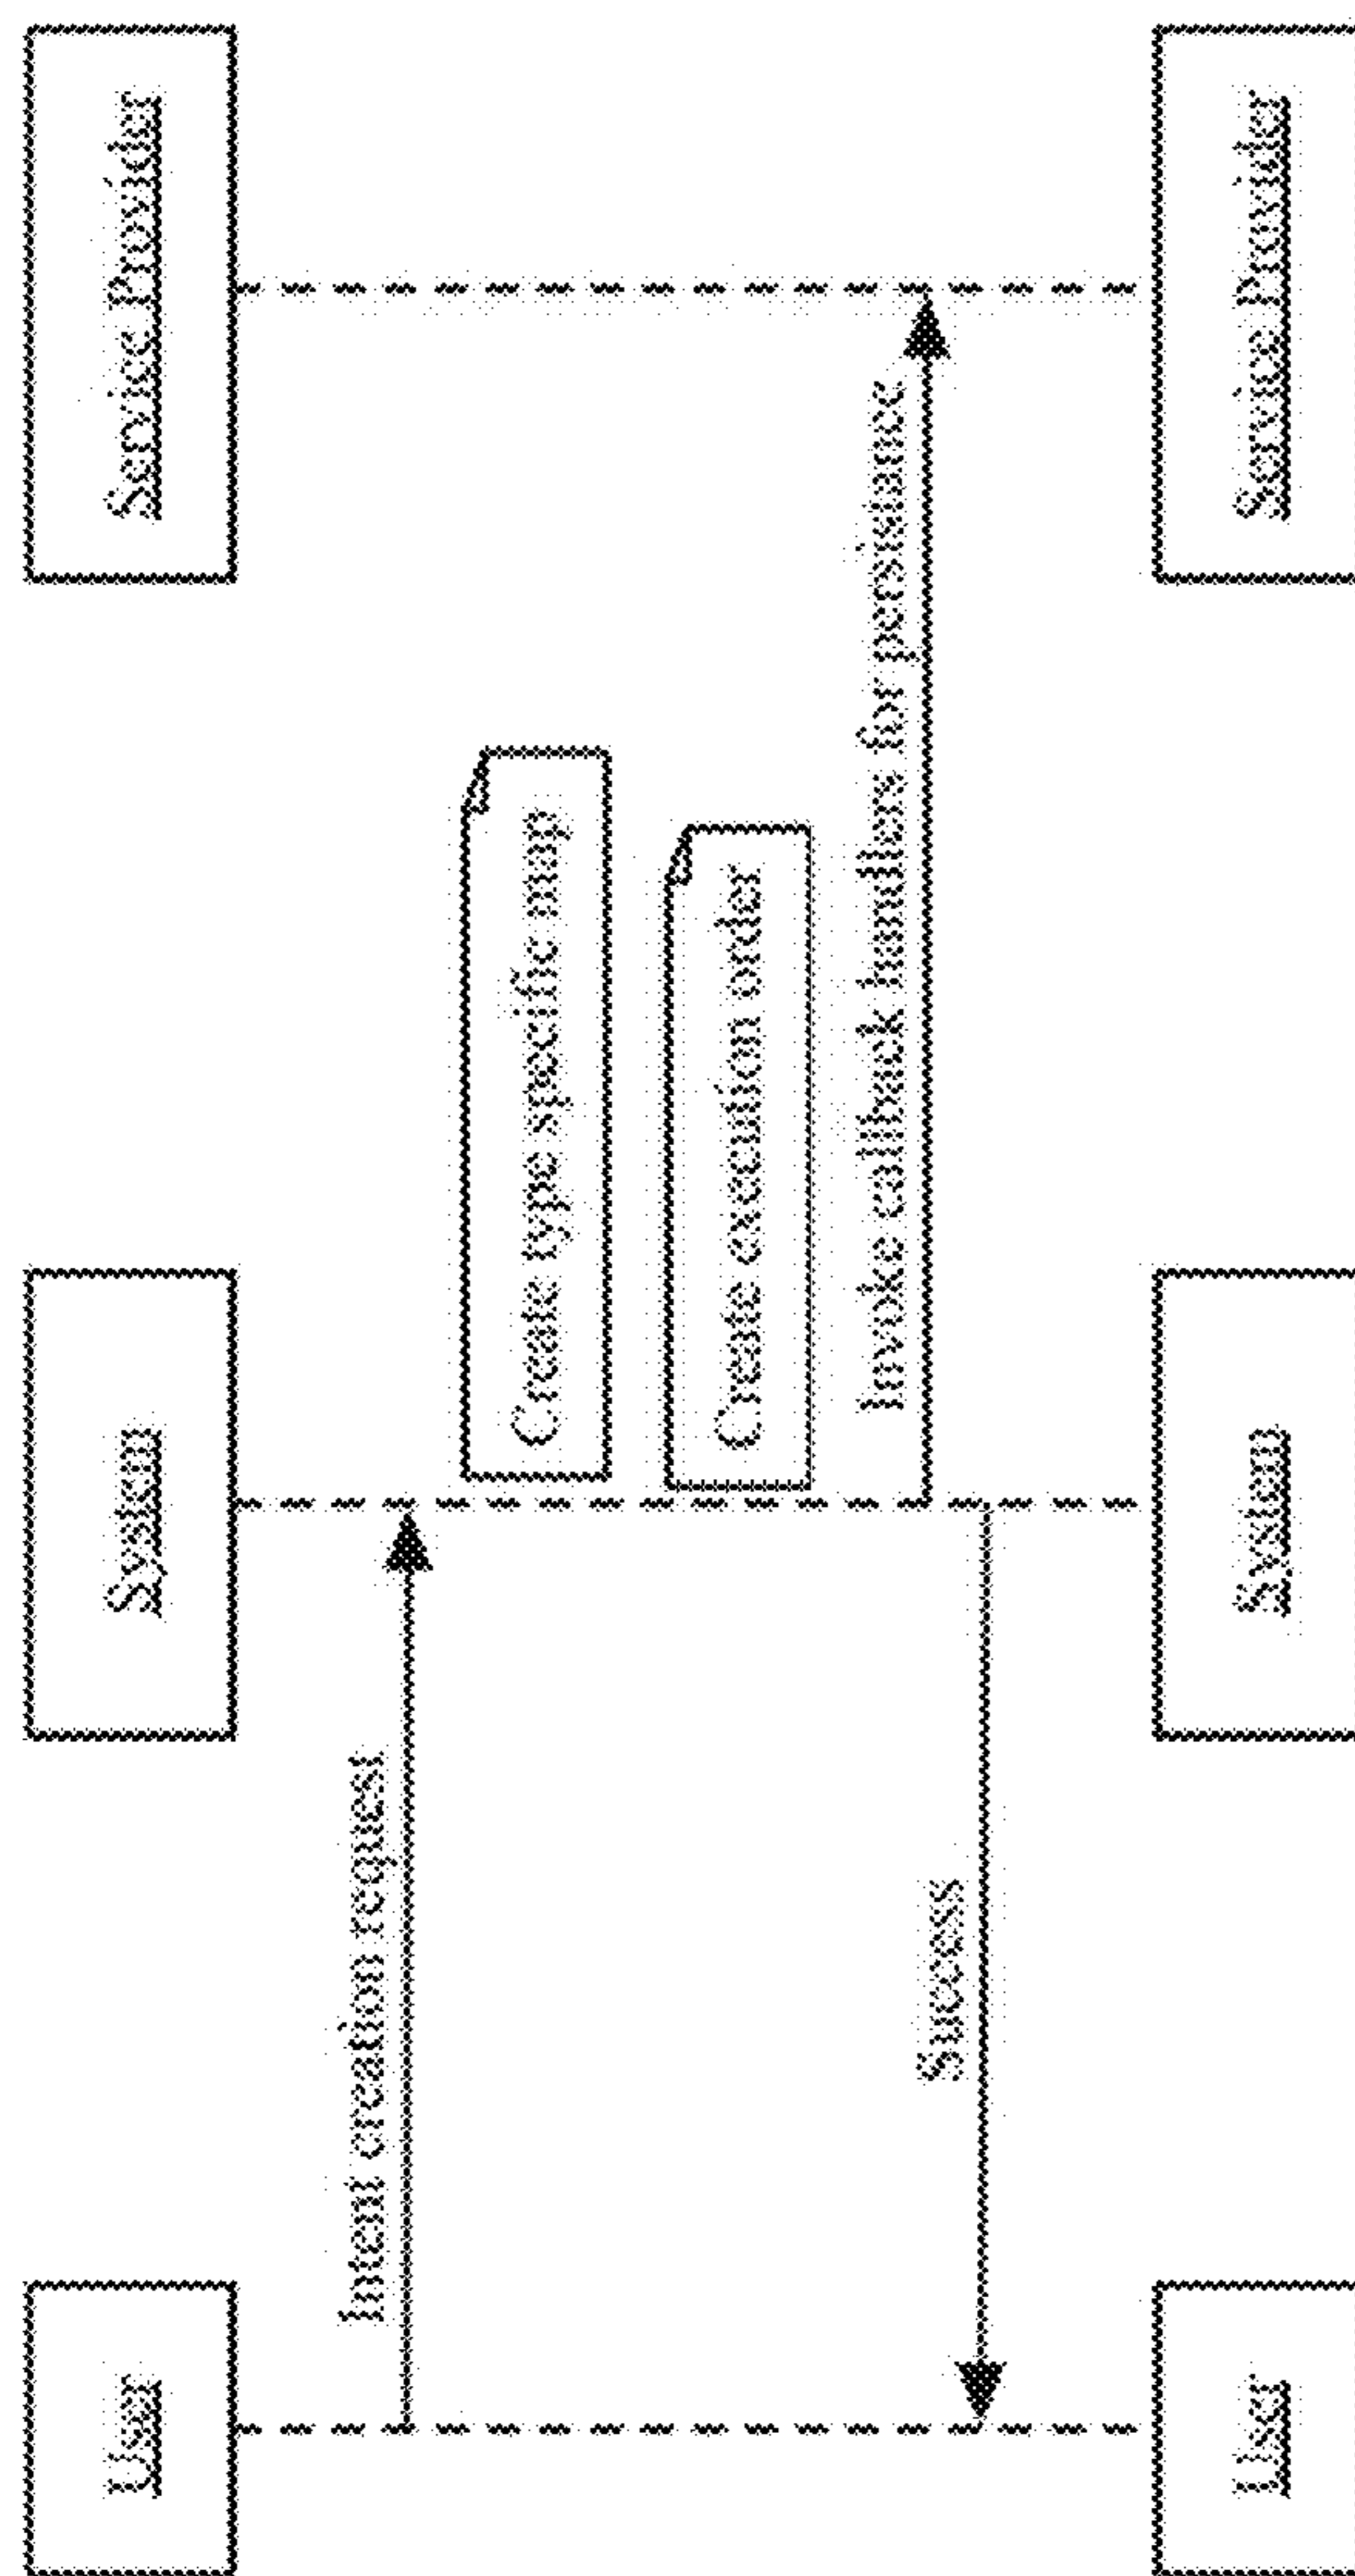 User
System
Service Provider
Intent creation request
Create type specific map
Create execution order
Invoke callback handlers for persistance
Success
User
System
Service Provider